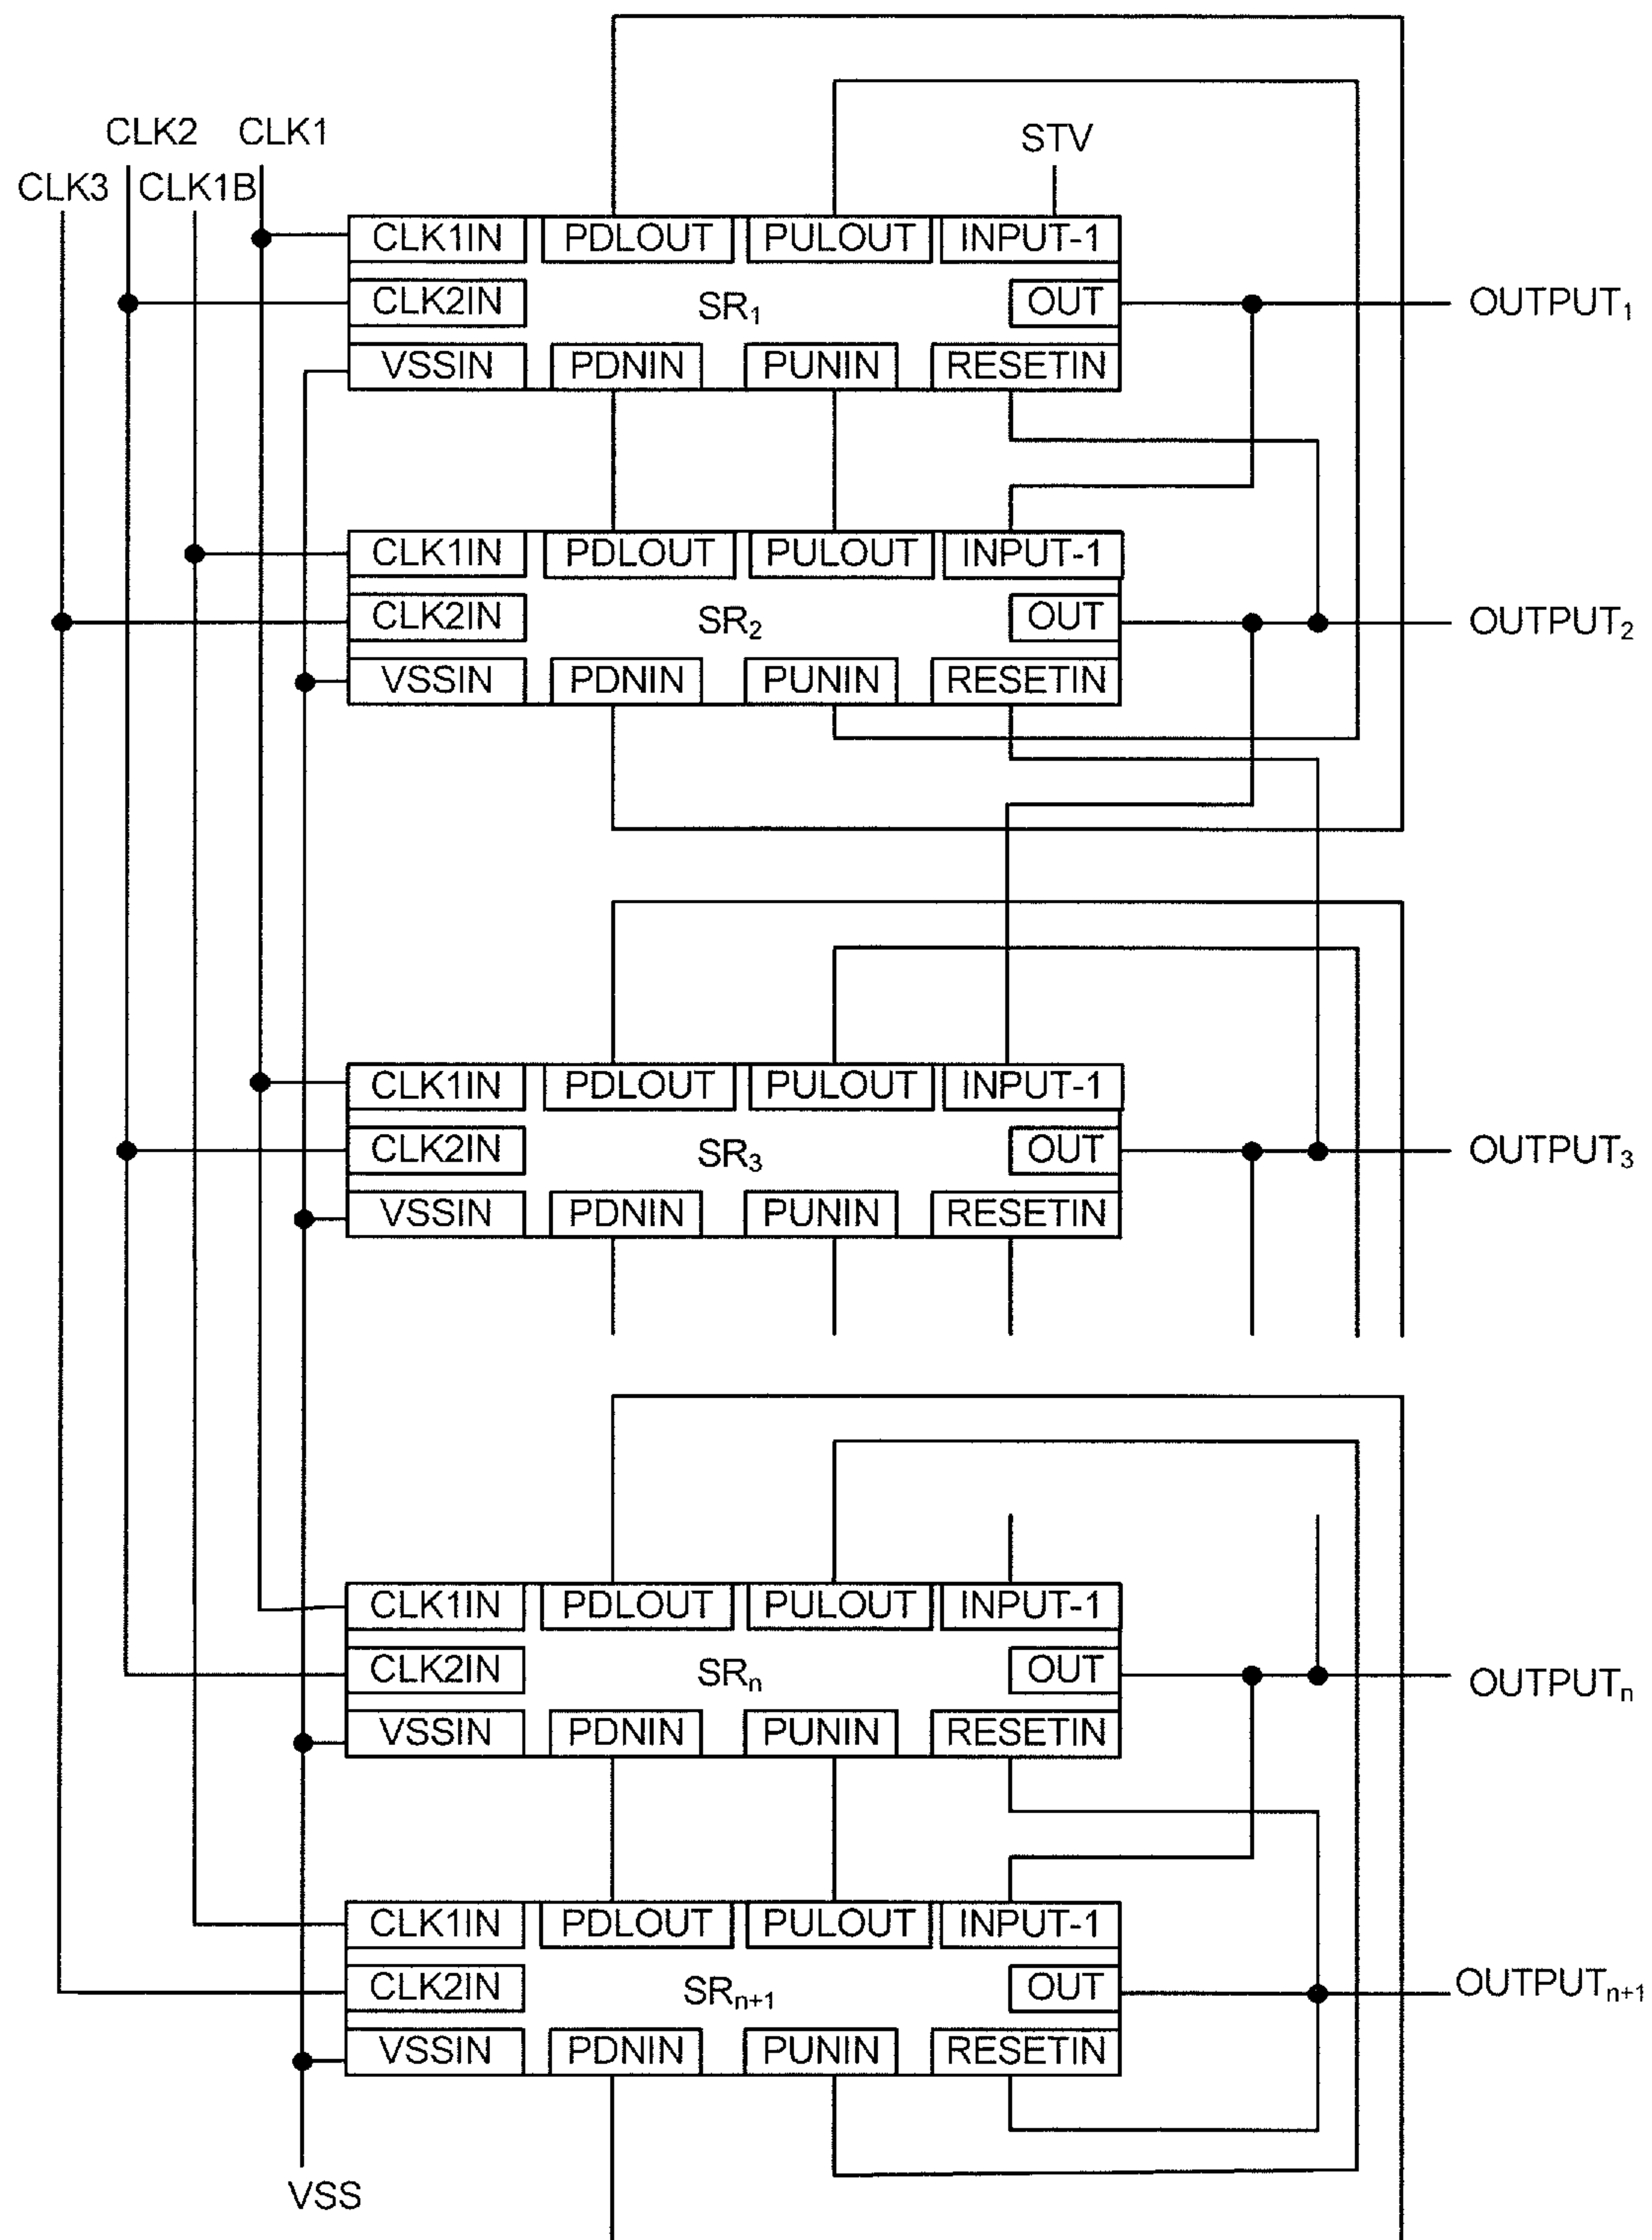 CLK2 CLK1
STV
CLK3 CLK1B
CLK1IN PDLOUT PULOUT INPUT-1
CLK2IN SR₁ OUT OUTPUT₁
VSSIN PDNIN PUNIN RESETIN
CLK1IN PDLOUT PULOUT INPUT-1
CLK2IN SR₂ OUT OUTPUT₂
VSSIN PDNIN PUNIN RESETIN
CLK1IN PDLOUT PULOUT INPUT-1
CLK2IN SR₃ OUT OUTPUT₃
VSSIN PDNIN PUNIN RESETIN
CLK1IN PDLOUT PULOUT INPUT-1
CLK2IN SRₙ OUT OUTPUTₙ
VSSIN PDNIN PUNIN RESETIN
CLK1IN PDLOUT PULOUT INPUT-1
CLK2IN SRₙ₊₁ OUT OUTPUTₙ₊₁
VSSIN PDNIN PUNIN RESETIN
VSS